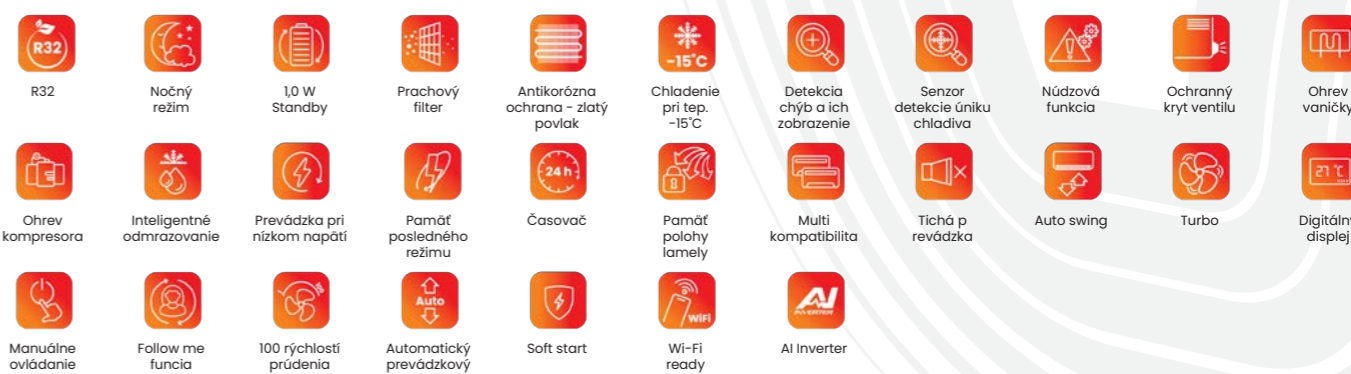 R32
R32
Nočný
režim
1,0 W
Standby
Prachový
filter
Antikorózna
ochrana - zlatý
povlak
-15°C
Chladenie
pri tep.
-15°C
Detekcia
chýb a ich
zobrazenie
Senzor
detekcie úniku
chladiva
Núdzová
funkcia
Ochranný
kryt ventilu
Ohrev
vaničky
Ohrev
kompresora
Inteligentné
odmrazovanie
Prevádzka pri
nízkom napätí
Pamäť
posledného
režimu
24 h
Časovač
Pamäť
polohy
lamely
Multi
kompatibilita
Tichá p
revádzka
Auto swing
Turbo
27°C
Digitálny
displej
Manuálne
ovládanie
Follow me
funcia
100 rýchlostí
prúdenia
Auto
Automatický
prevádzkový
Soft start
WiFi
Wi-Fi
ready
AI
INVERTER
AI Inverter